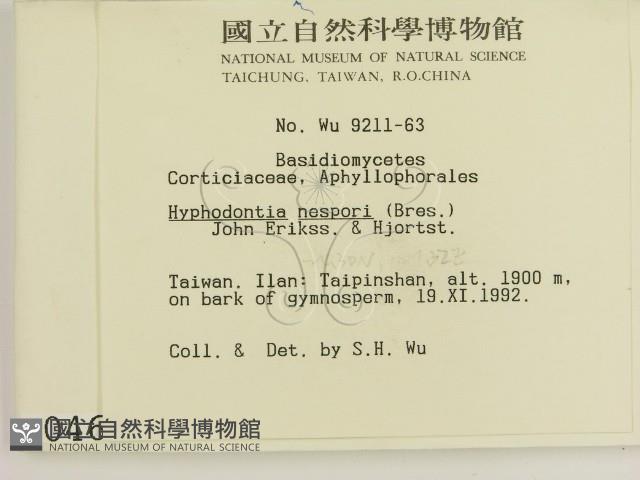 國立自然科學博物館
NATIONAL MUSEUM OF NATURAL SCIENCE
TAICHUNG, TAIWAN, R.O.CHINA
No. Wu 9211-63
Basidiomycetes
Corticiaceae, Aphyllophorales
Hyphodontia nespori (Bres.)
John Erikss. & Hjortst.
Taiwan. Ilan: Taipinshan, alt. 1900 m,
on bark of gymnosperm, 19.XI.1992.
Coll. & Det. by S.H. Wu
046
國立自然科學博物館
NATIONAL MUSEUM OF NATURAL SCIENCE